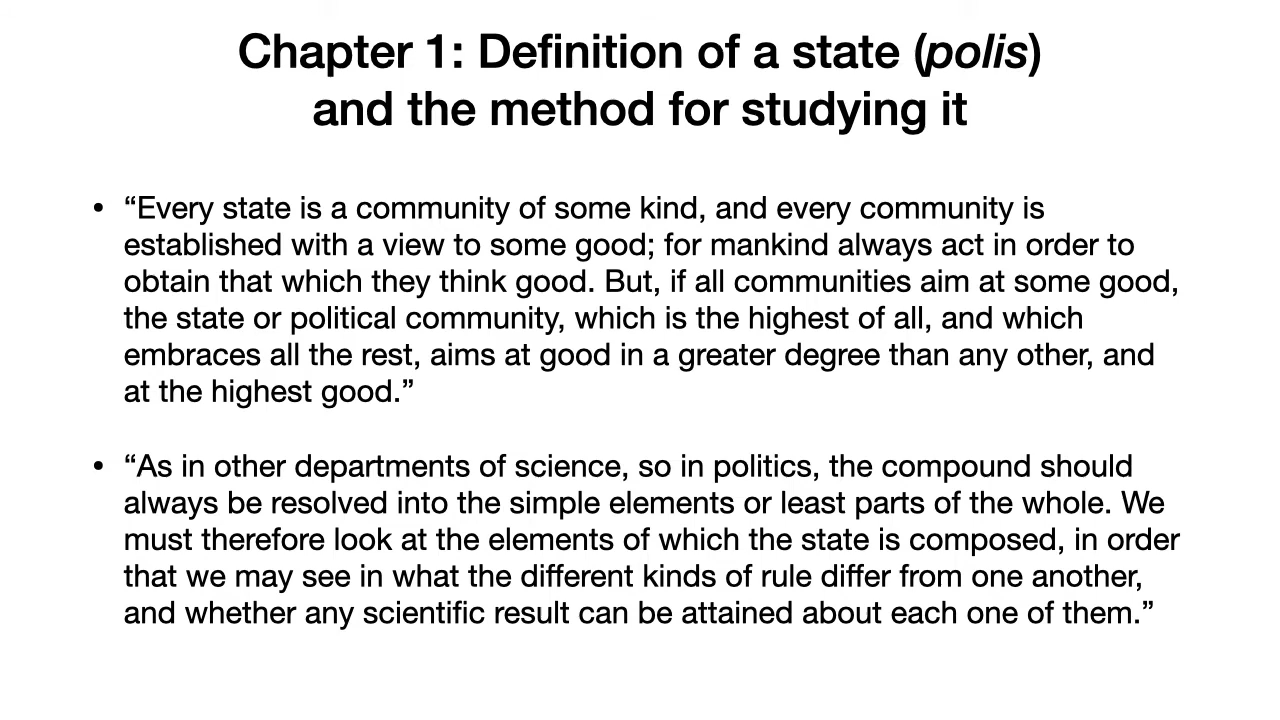 Chapter 1: Definition of a state (polis)
and the method for studying it
• “Every state is a community of some kind, and every community is
established with a view to some good; for mankind always act in order to
obtain that which they think good. But, if all communities aim at some good,
the state or political community, which is the highest of all, and which
embraces all the rest, aims at good in a greater degree than any other, and
at the highest good.”
• “As in other departments of science, so in politics, the compound should
always be resolved into the simple elements or least parts of the whole. We
must therefore look at the elements of which the state is composed, in order
that we may see in what the different kinds of rule differ from one another,
and whether any scientific result can be attained about each one of them.”